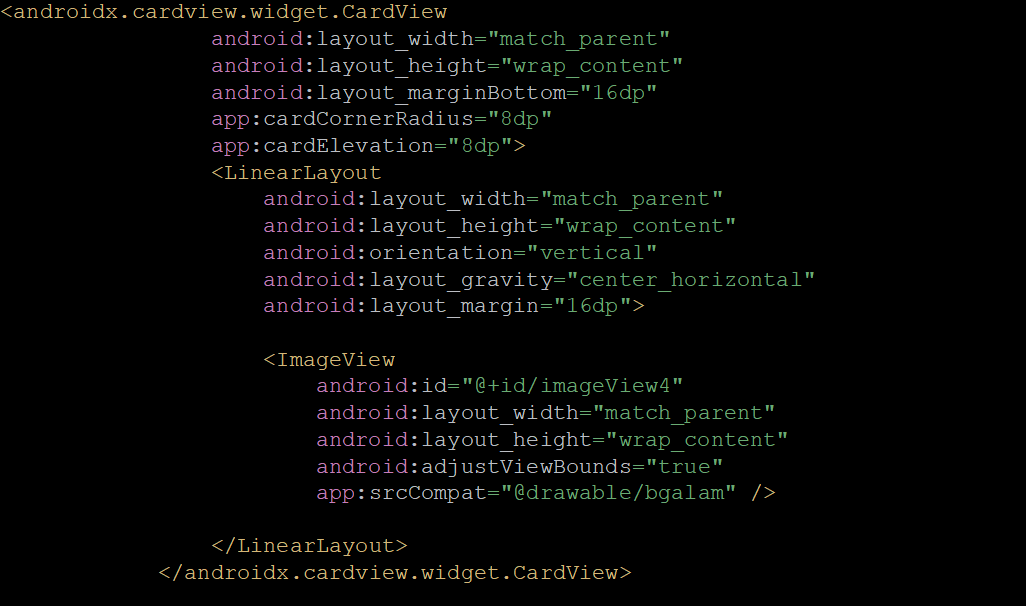 <androidx.cardview.widget.CardView
android:layout_width="match_parent"
android:layout_height="wrap_content"
android:layout_marginBottom="16dp"
app:cardCornerRadius="8dp"
app:cardElevation="8dp">
<LinearLayout
android:layout_width="match_parent"
android:layout_height="wrap_content"
android:orientation="vertical"
android:layout_gravity="center_horizontal"
android:layout_margin="16dp">
<ImageView
android:id="@+id/imageView4"
android:layout_width="match_parent"
android:layout_height="wrap_content"
android:adjustViewBounds="true"
app:srcCompat="@drawable/bgalam" />
</LinearLayout>
</androidx.cardview.widget.CardView>